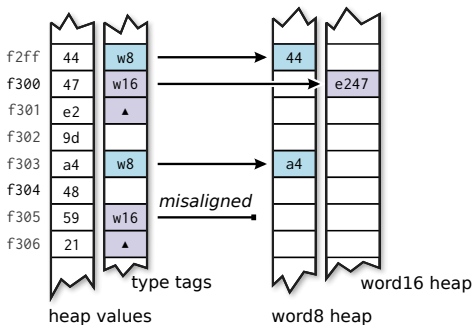 f2ff 44 w8 44
f300 47 w16 e247
f301 e2 ▲
f302 9d
f303 a4 w8 a4
f304 48
misaligned
f305 59 w16
f306 21 ▲
type tags
word16 heap
heap values
word8 heap